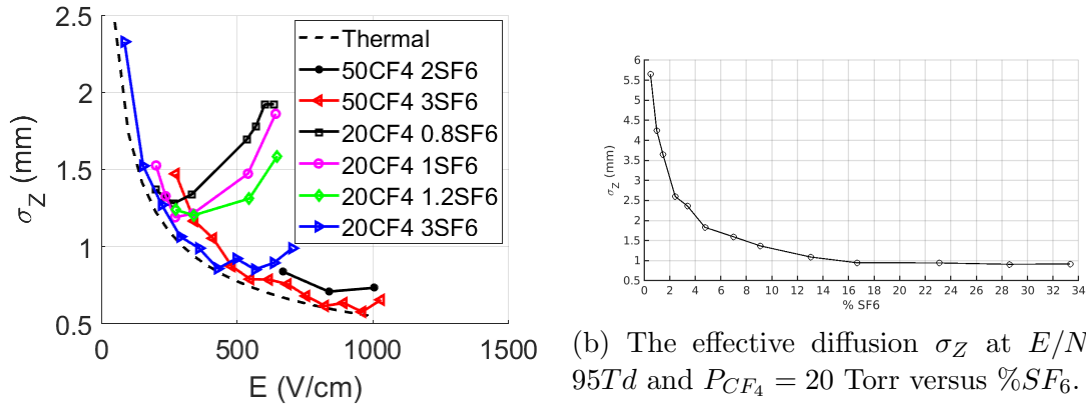 2.5
2
1.5
1
0.5
σZ (mm)
0
500
1000
1500
E (V/cm)
Thermal
50CF4 2SF6
50CF4 3SF6
20CF4 0.8SF6
20CF4 1SF6
20CF4 1.2SF6
20CF4 3SF6
6
5.5
5
4.5
4
3.5
3
2.5
2
1.5
1
0.5
σZ (mm)
0 2 4 6 8 10 12 14 16 18 20 22 24 26 28 30 32 34
% SF6
(b) The effective diffusion σZ at E/N
95Td and PCF4 = 20 Torr versus %SF6.